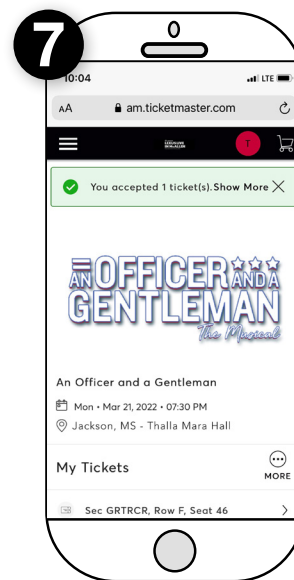 7
10:04
LTE
AA am.ticketmaster.com
T
You accepted 1 ticket(s). Show More
AN OFFICER AND A
GENTLEMAN
The Musical
An Officer and a Gentleman
Mon • Mar 21, 2022 • 07:30 PM
Jackson, MS - Thalla Mara Hall
My Tickets
MORE
Sec GRTRCR, Row F, Seat 46